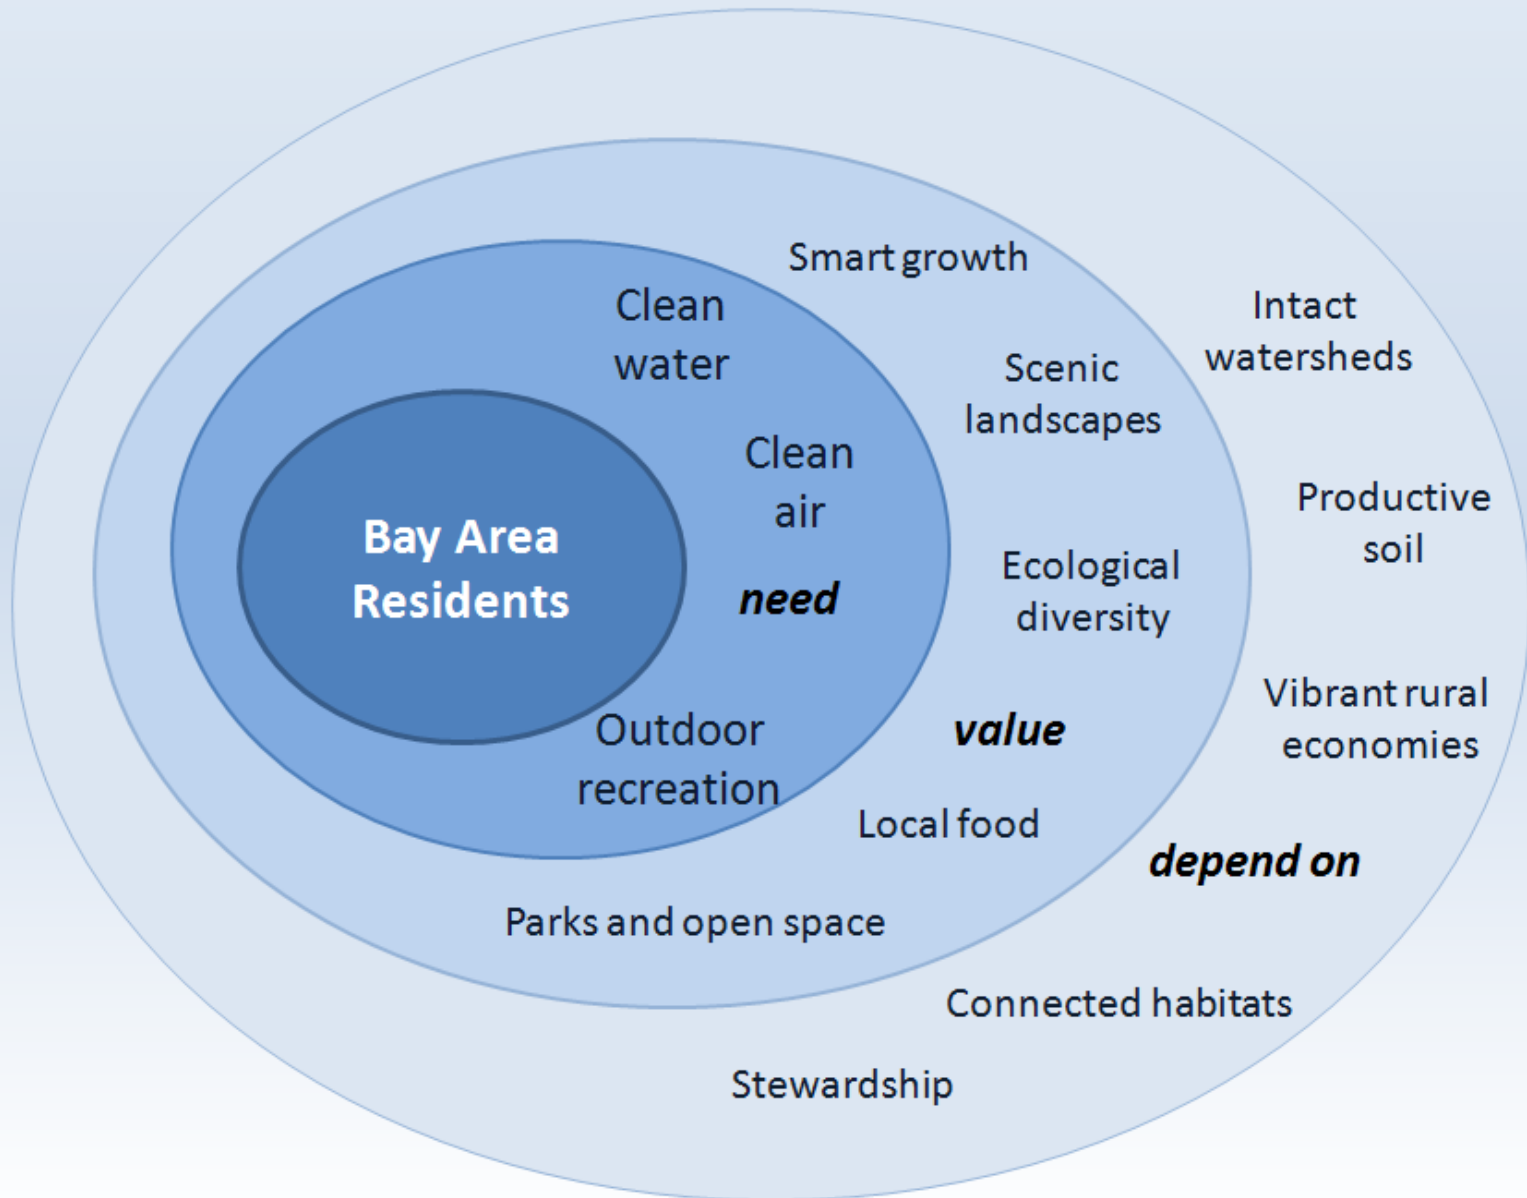 Bay Area
Residents
Clean
water
Clean
air
need
Outdoor
recreation
Smart growth
Scenic
landscapes
Ecological
diversity
value
Local food
Parks and open space
Intact
watersheds
Productive
soil
Vibrant rural
economies
depend on
Connected habitats
Stewardship